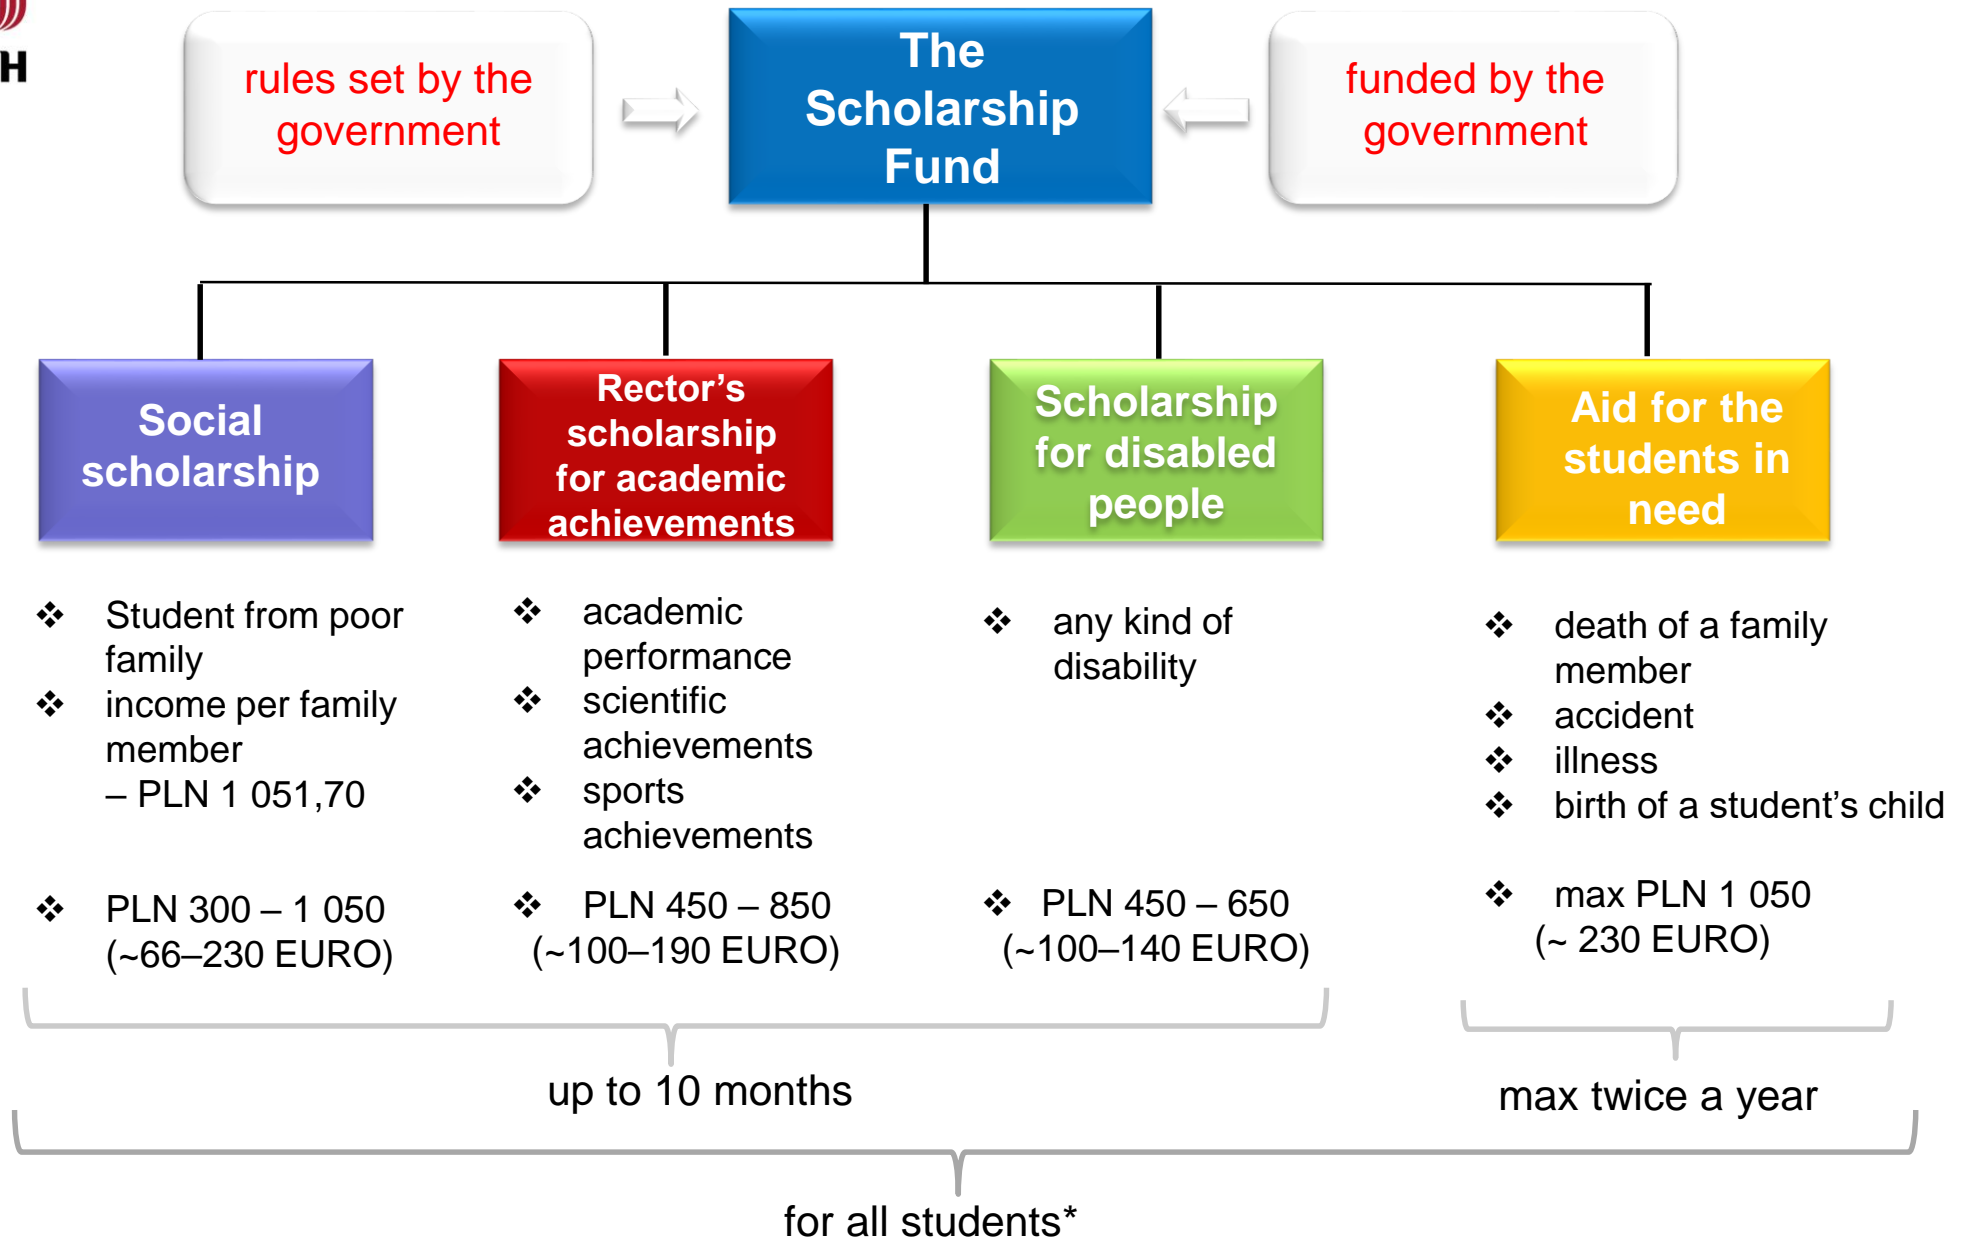 H
rules set by the
government
The
Scholarship
Fund
funded by the
government
Social
scholarship
Rector's
scholarship
for academic
achievements
Scholarship
for disabled
people
Aid for the
students in
need
❖ Student from poor
family
❖ income per family
member
– PLN 1 051,70
❖ PLN 300 – 1 050
(~66–230 EURO)
❖ academic
performance
❖ scientific
achievements
❖ sports
achievements
❖ PLN 450 – 850
(~100–190 EURO)
❖ any kind of
disability
❖ PLN 450 – 650
(~100–140 EURO)
❖ death of a family
member
❖ accident
❖ illness
❖ birth of a student's child
❖ max PLN 1 050
(~ 230 EURO)
up to 10 months
max twice a year
for all students*